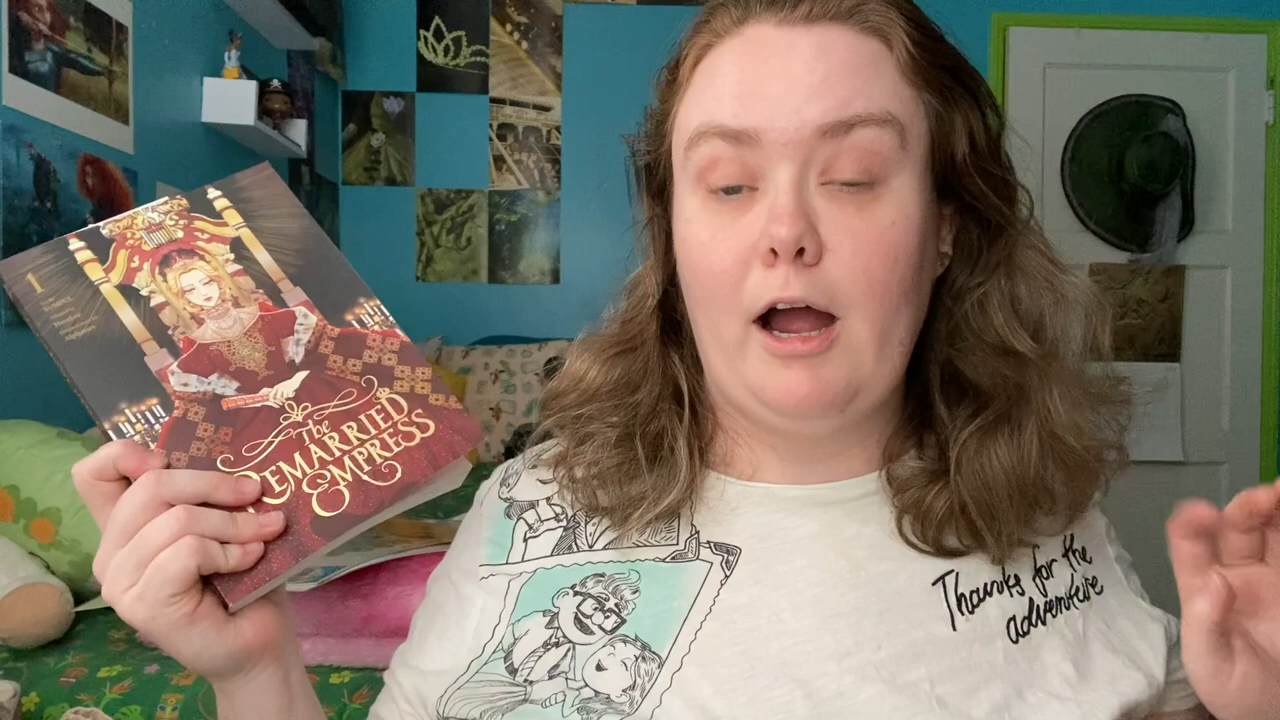 1
The
REMARRIED
EMPRESS
Thanks for the
adventure